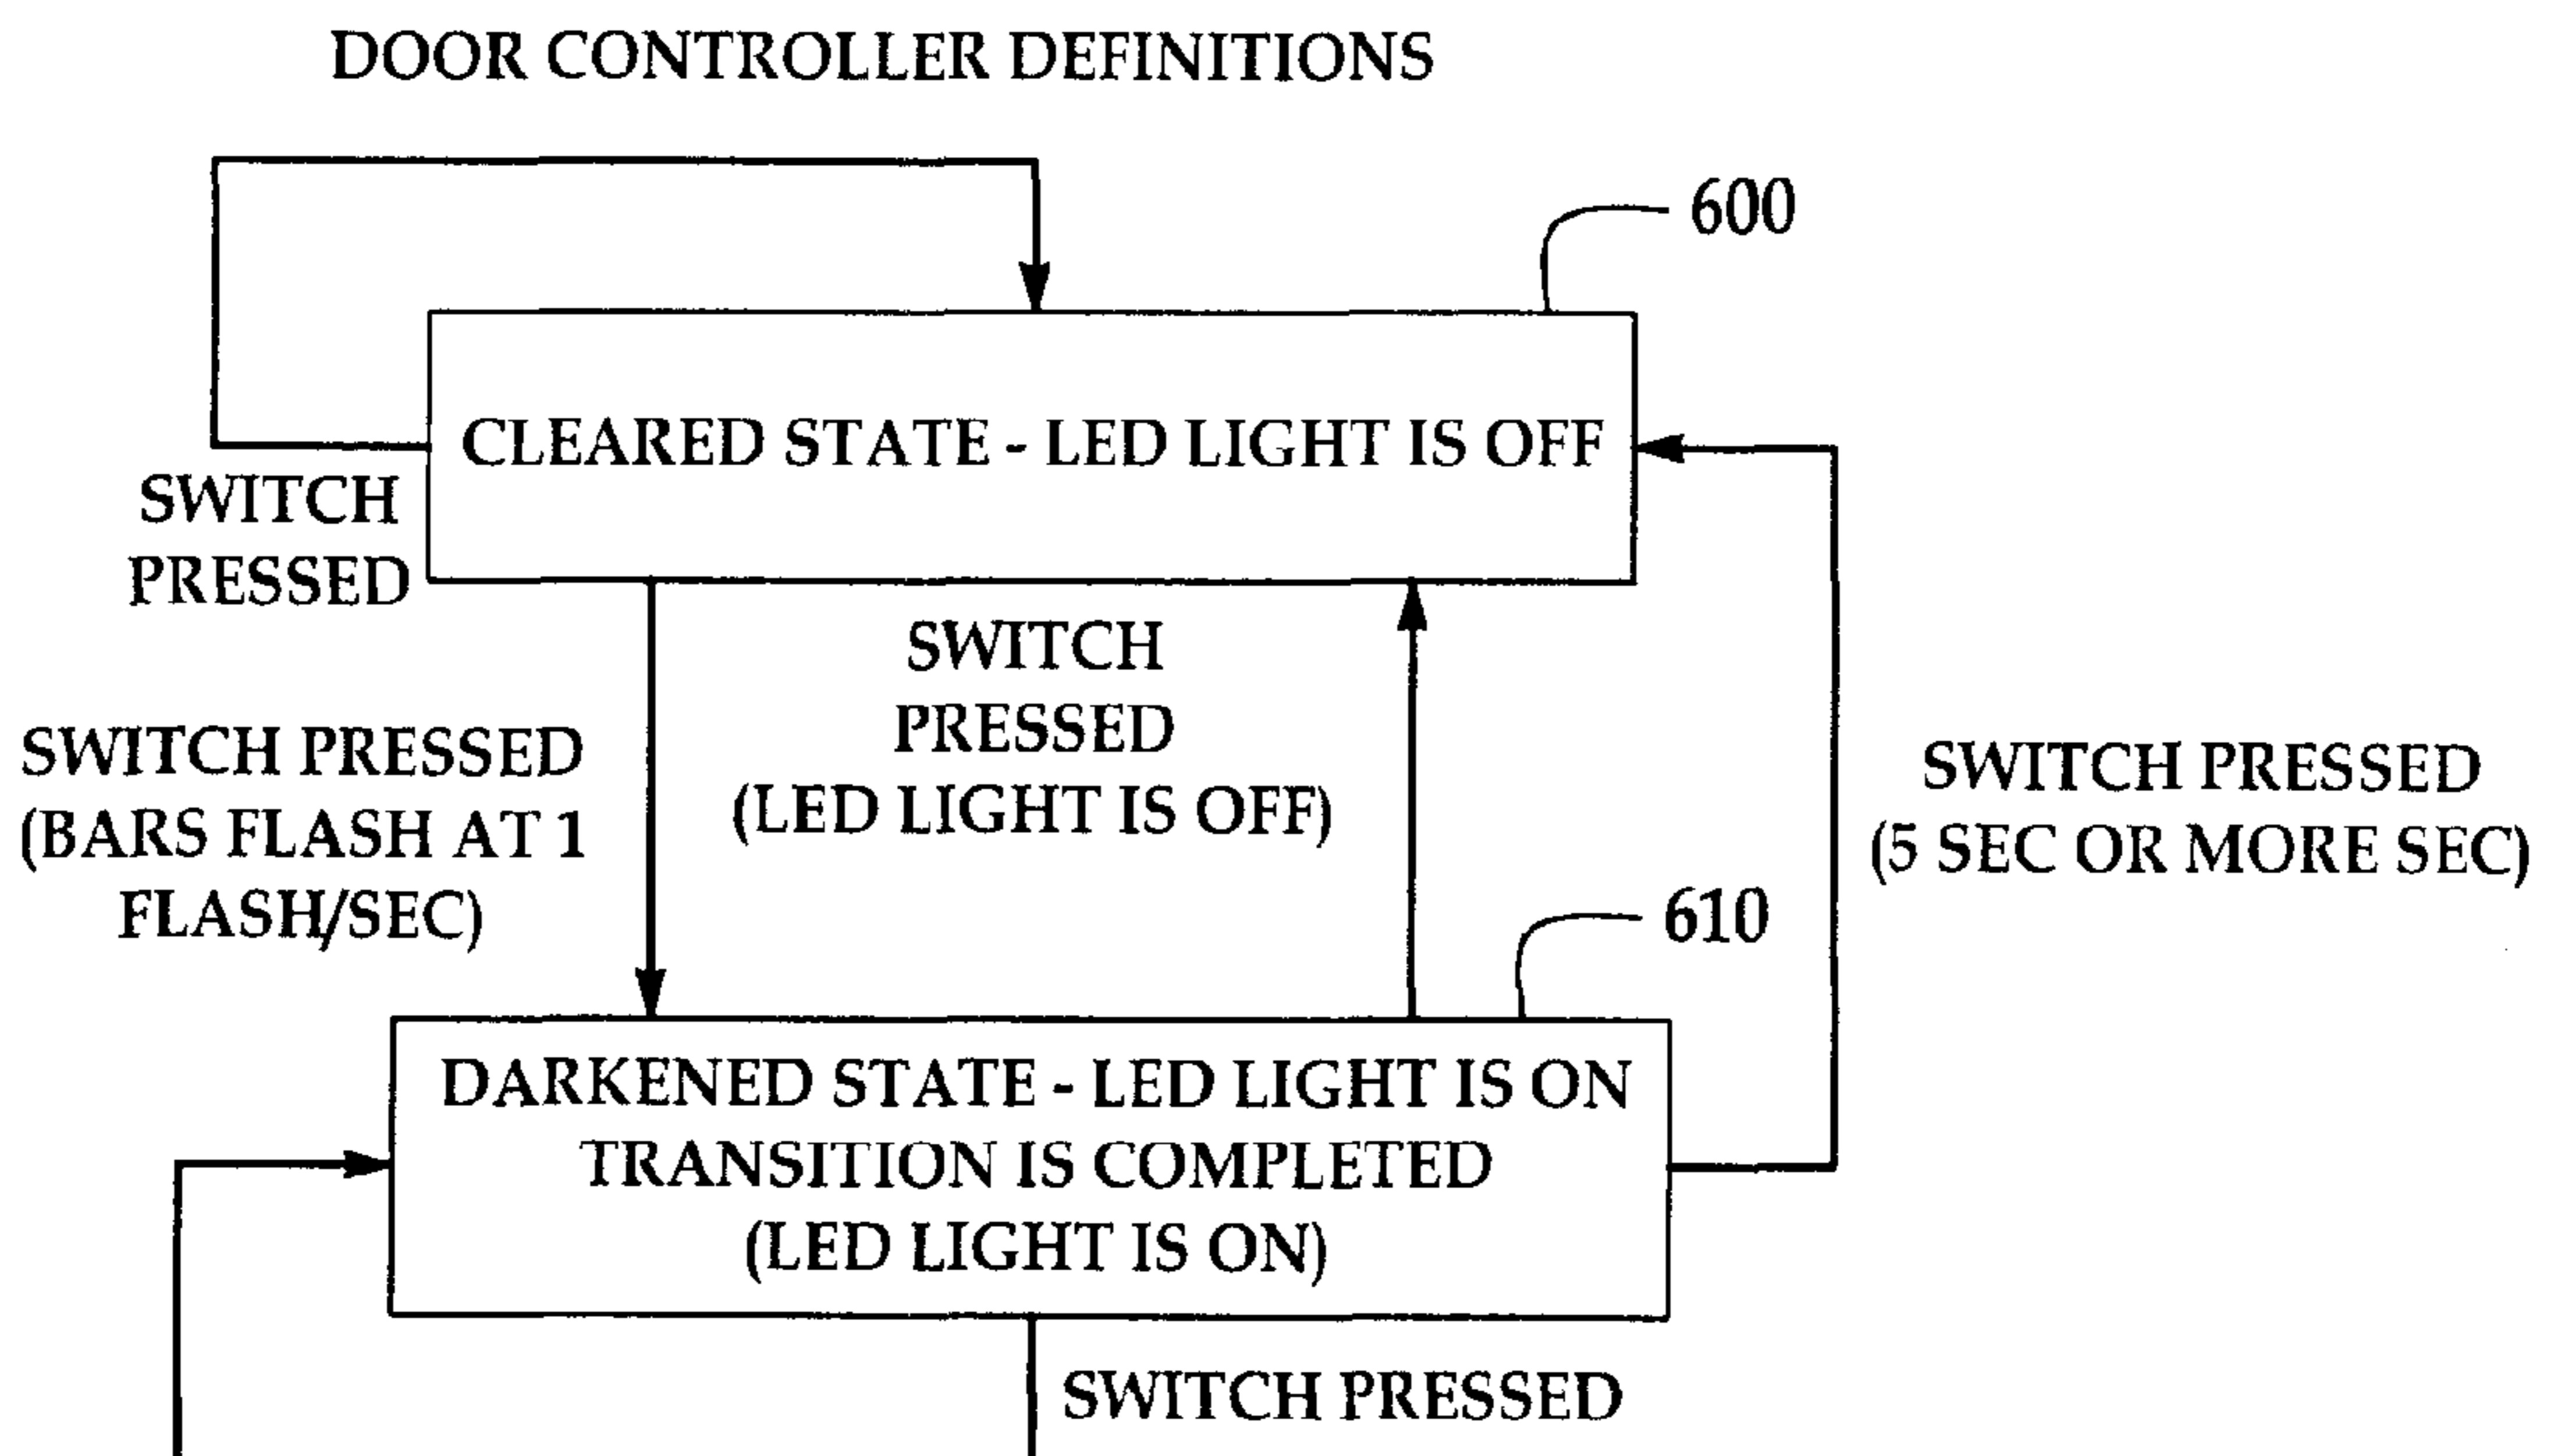 DOOR CONTROLLER DEFINITIONS
600
CLEARED STATE - LED LIGHT IS OFF
SWITCH
PRESSED
SWITCH
PRESSED
(LED LIGHT IS OFF)
SWITCH PRESSED
(BARS FLASH AT 1
FLASH/SEC)
SWITCH PRESSED
(5 SEC OR MORE SEC)
610
DARKENED STATE - LED LIGHT IS ON
TRANSITION IS COMPLETED
(LED LIGHT IS ON)
SWITCH PRESSED